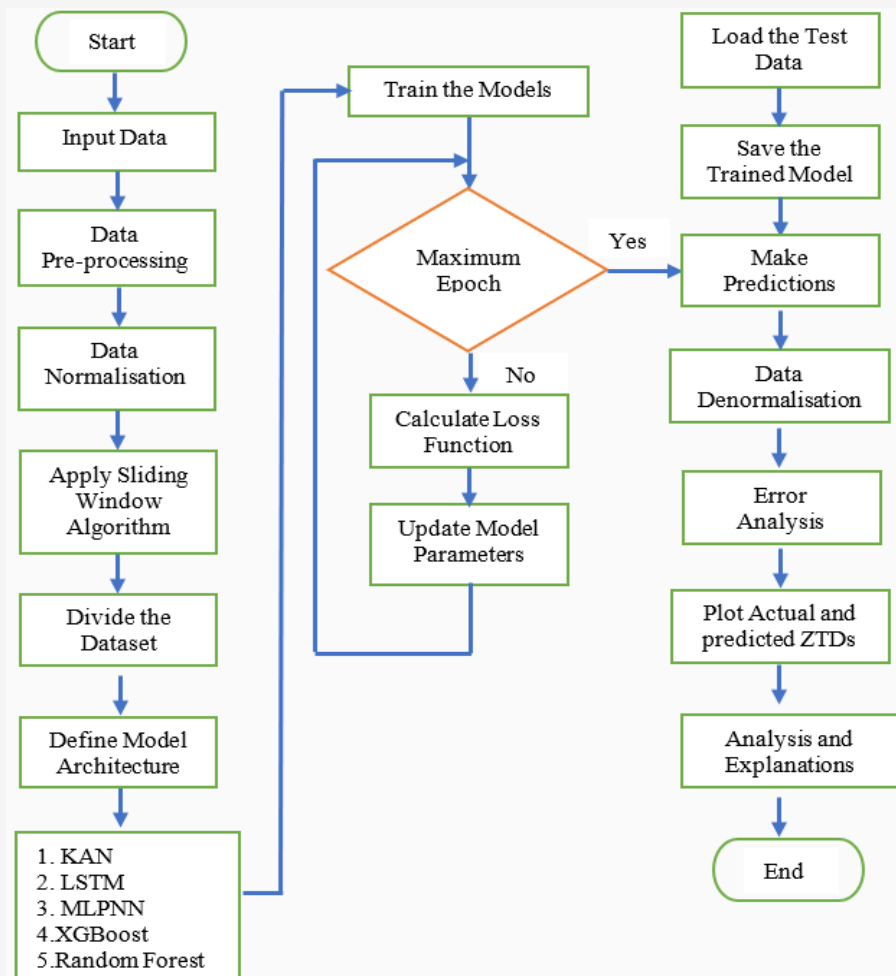 Start
Input Data
Data
Pre-processing
Data
Normalisation
Apply Sliding
Window
Algorithm
Divide the
Dataset
Define Model
Architecture
1. KAN
2. LSTM
3. MLPNN
4.XGBoost
5.Random Forest
Train the Models
Maximum
Epoch
Yes
No
Calculate Loss
Function
Update Model
Parameters
Load the Test
Data
Save the
Trained Model
Make
Predictions
Data
Denormalisation
Error
Analysis
Plot Actual and
predicted ZTDs
Analysis and
Explanations
End